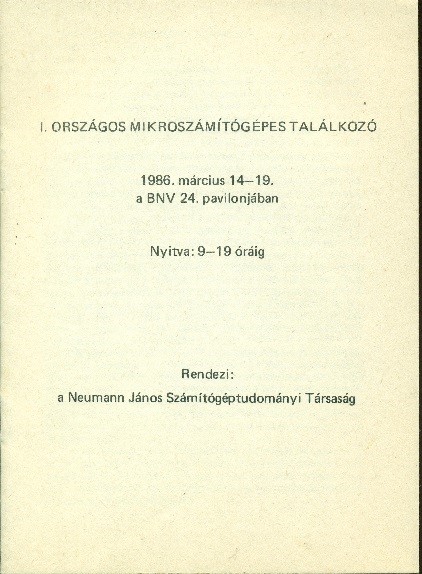 I. ORSZÁGOS MIKROSZÁMÍTÓGÉPES TALÁLKOZÓ
1986. március 14–19.
a BNV 24. pavilonjában
Nyitva: 9–19 óráig
Rendezi:
a Neumann János Számítógéptudományi Társaság